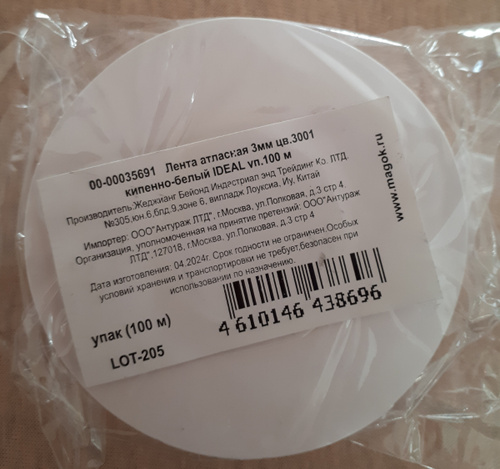 00-00035691 Лента атласная 3мм цв.3001
кипенно-белый IDEAL уп.100 м
Производитель:Жеджианг Бейонд Индастриал энд Трейдинг Ко. ЛТД.
№305,юн.6,блд.9,зоне 6, вилладж Лоуксиа, Иу, Китай
Импортер: ООО"Антураж ЛТД", г.Москва, ул.Полковая, д.3 стр 4.
Организация, уполномоченная на принятие претензий: ООО"Антураж
ЛТД",127018, г.Москва, ул.Полковая, д.3 стр 4
Дата изготовления: 04.2024г. Срок годности не ограничен.Особых
условий хранения и транспортировки не требует,безопасен при
использовании по назначению.
упак (100 м)
LOT-205
4 610146 438696
www.magok.ru